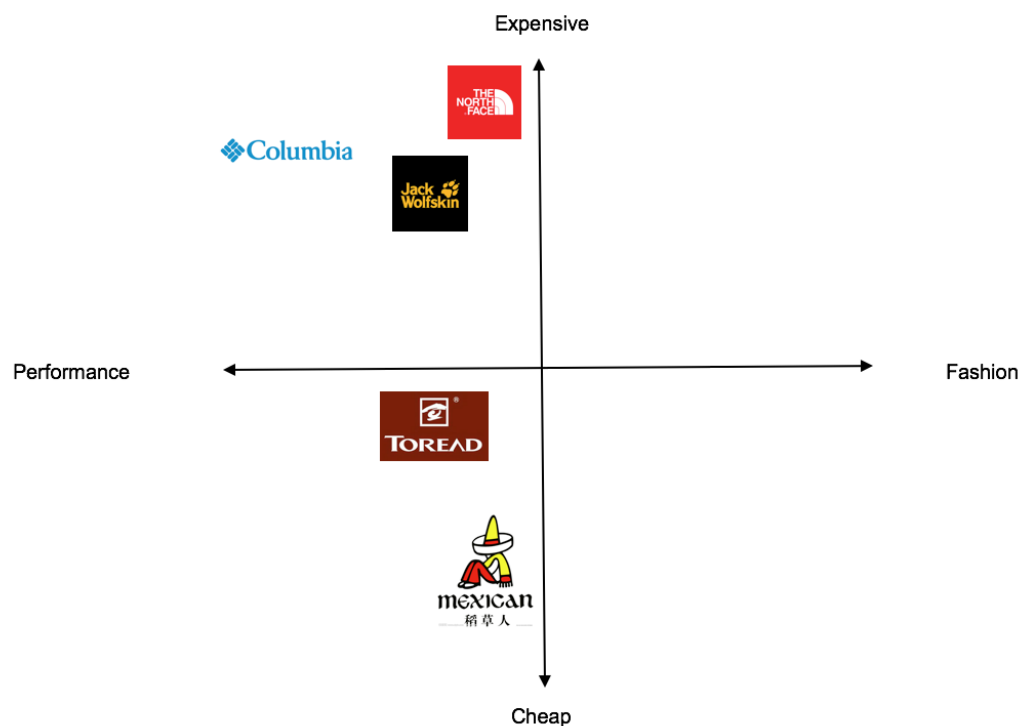 Expensive
THE
NORTH
FACE
Columbia
Jack
Wolfskin
Performance
Fashion
®
TOREAD
MEXICAN
稻草人
Cheap